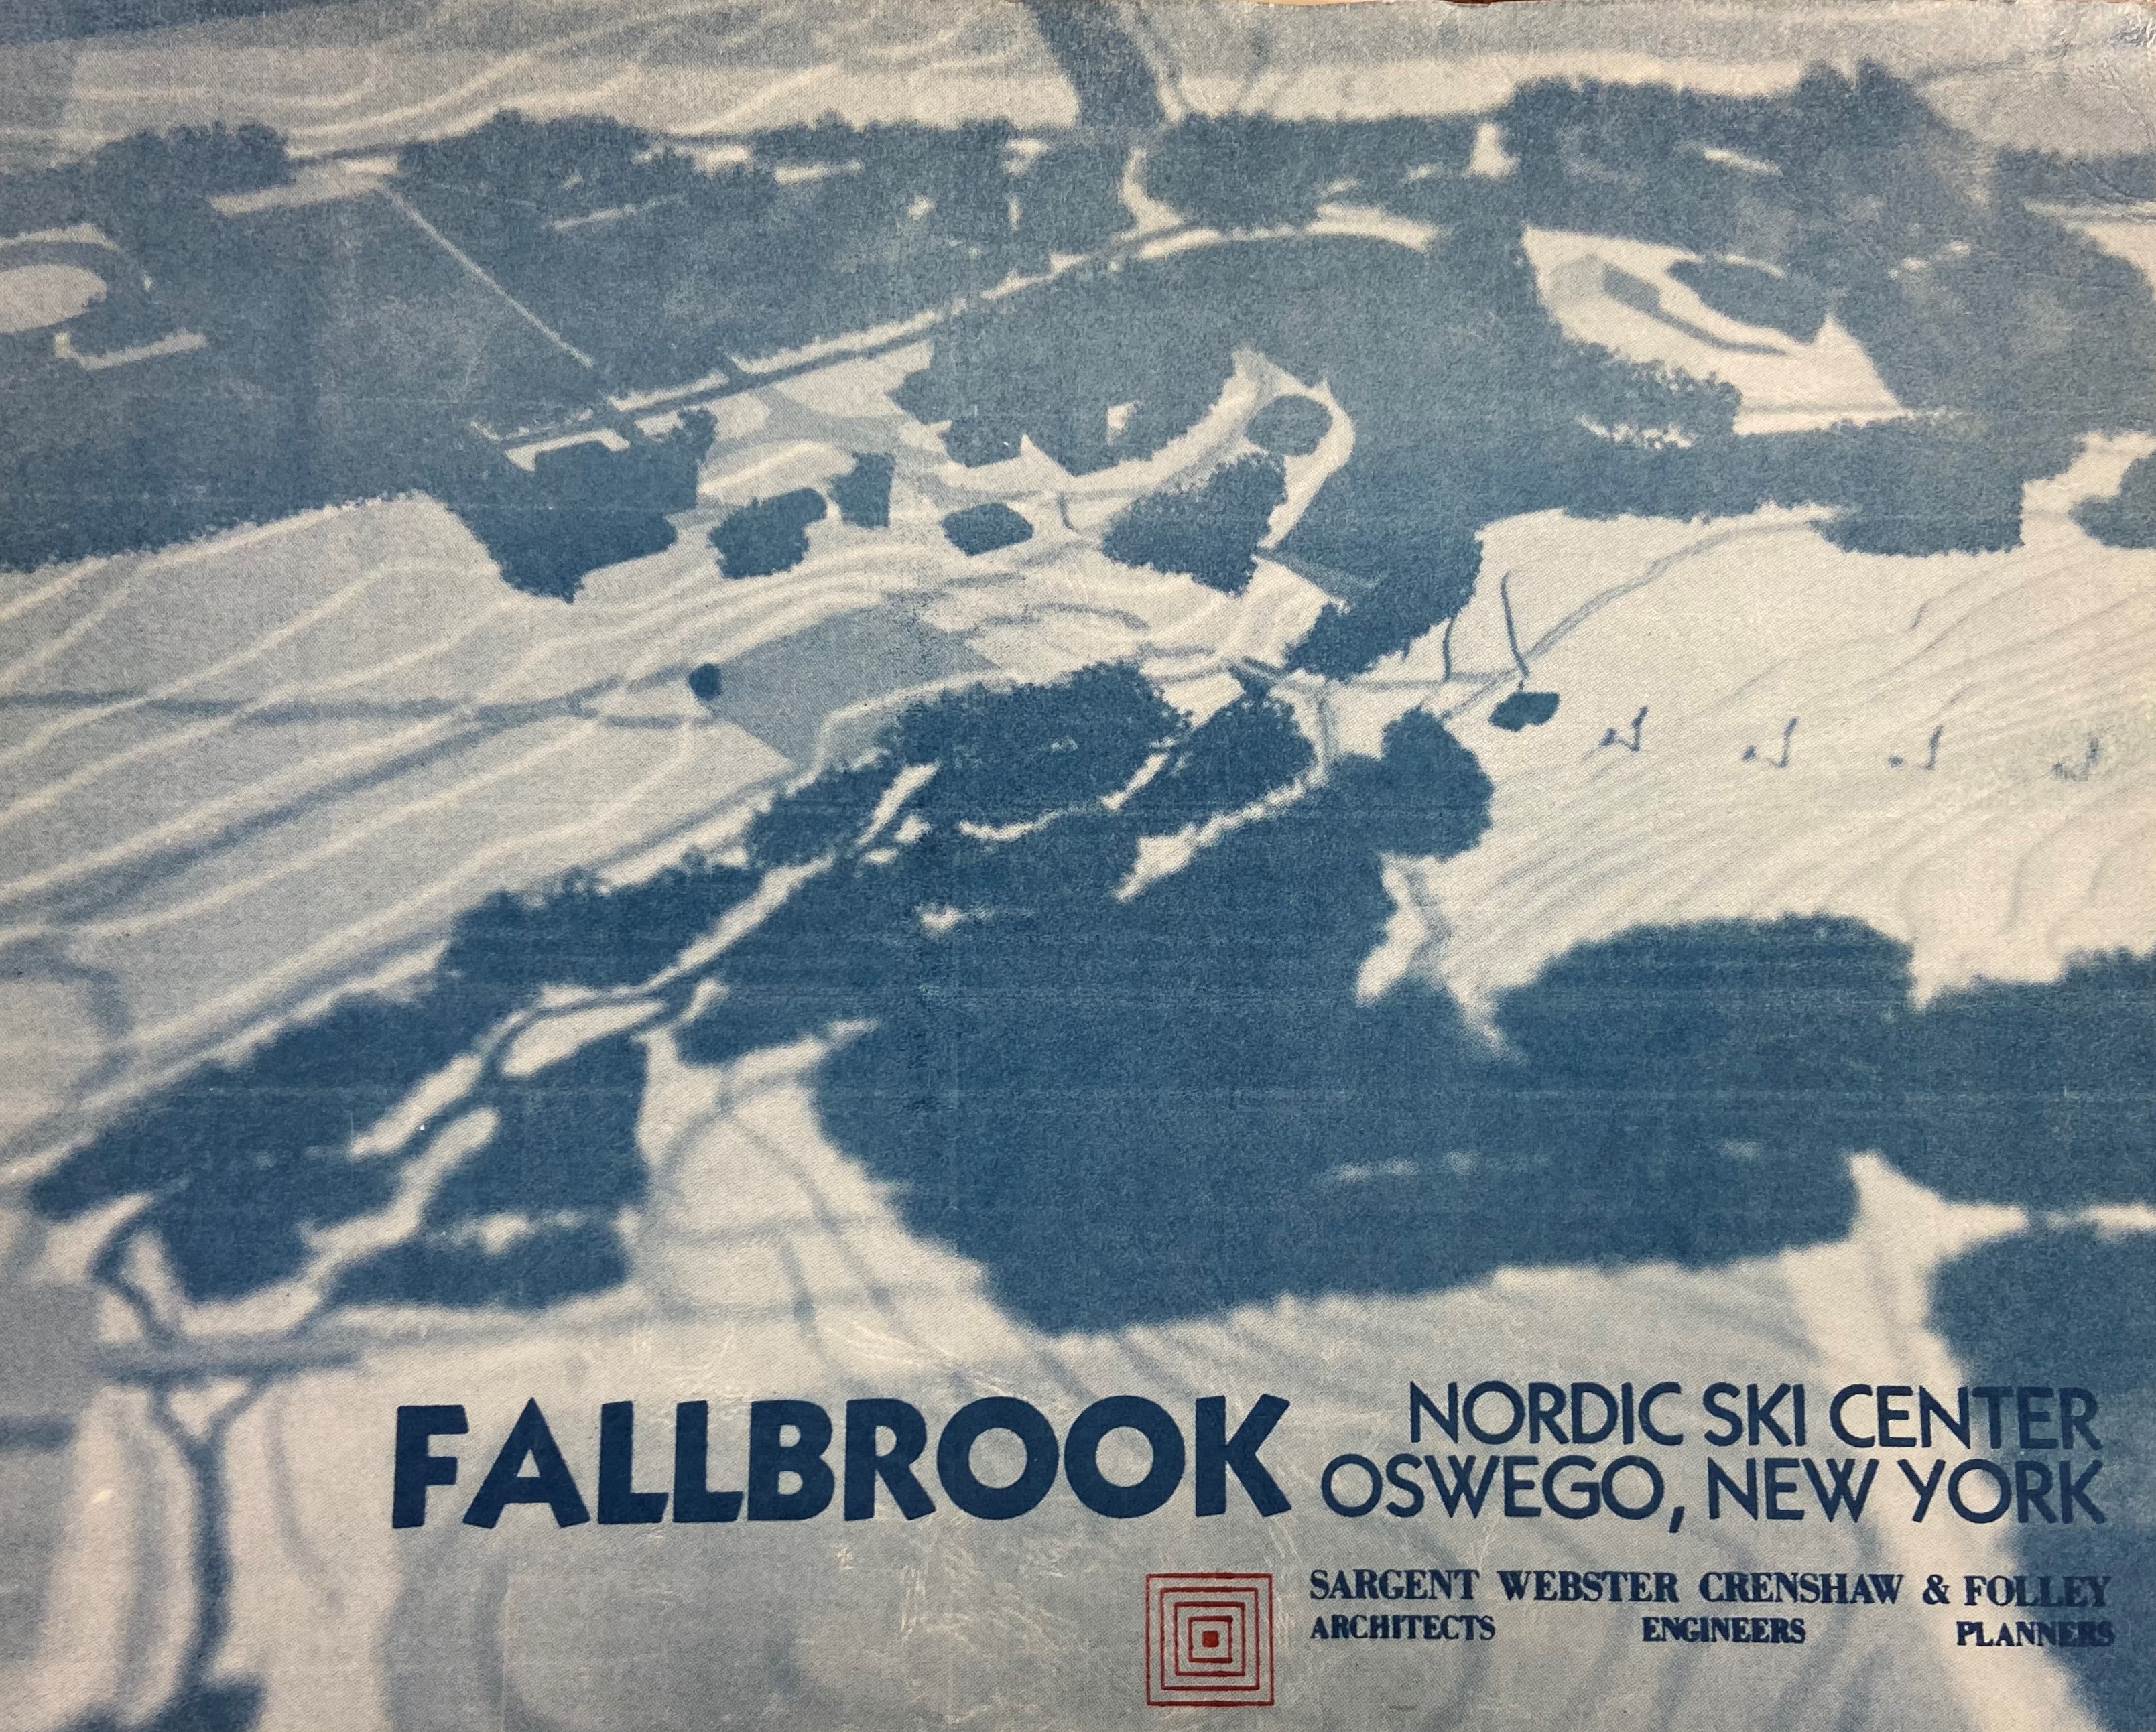 FALLBROOK
NORDIC SKI CENTER
OSWEGO, NEW YORK
SARGENT WEBSTER CRENSHAW & FOLLEY
ARCHITECTS ENGINEERS PLANNERS